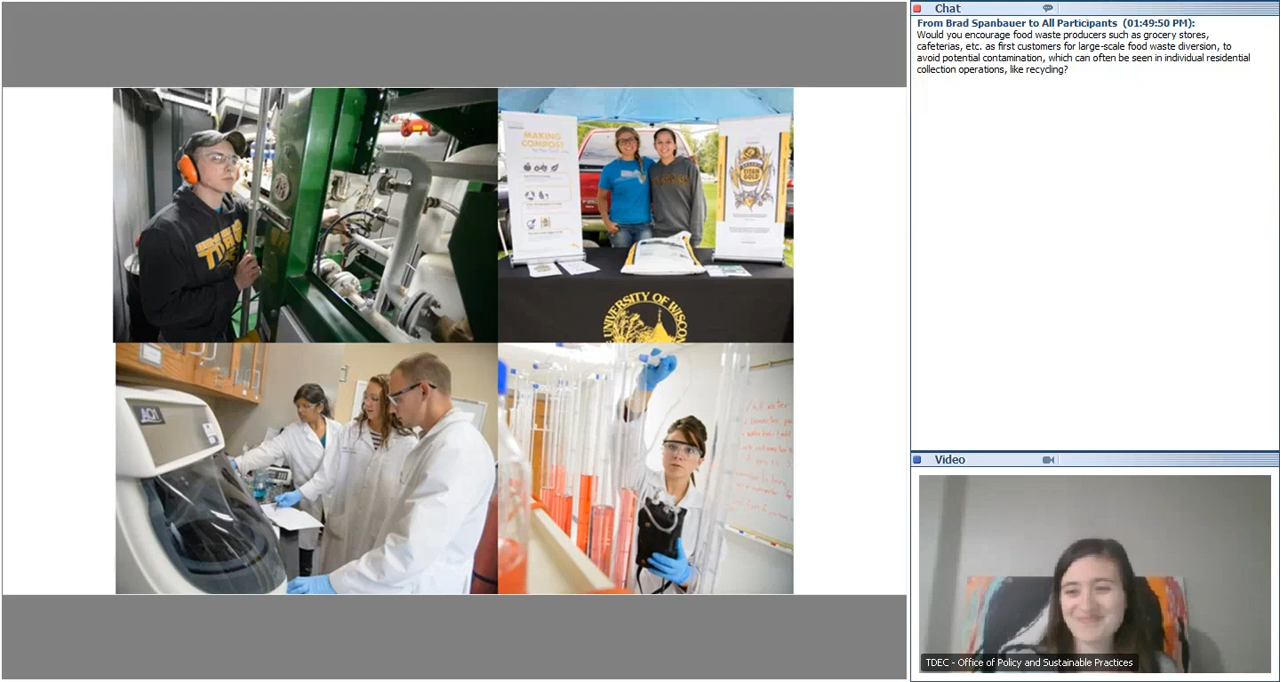 Chat
From Brad Spanbauer to All Participants (01:49:50 PM):
Would you encourage food waste producers such as grocery stores,
cafeterias, etc. as first customers for large-scale food waste diversion, to
avoid potential contamination, which can often be seen in individual residential
collection operations, like recycling?
MAKING
COMPOST
TITAN
GOLD
UNIVERSITY OF WISCO
Video
TDEC - Office of Policy and Sustainable Practices